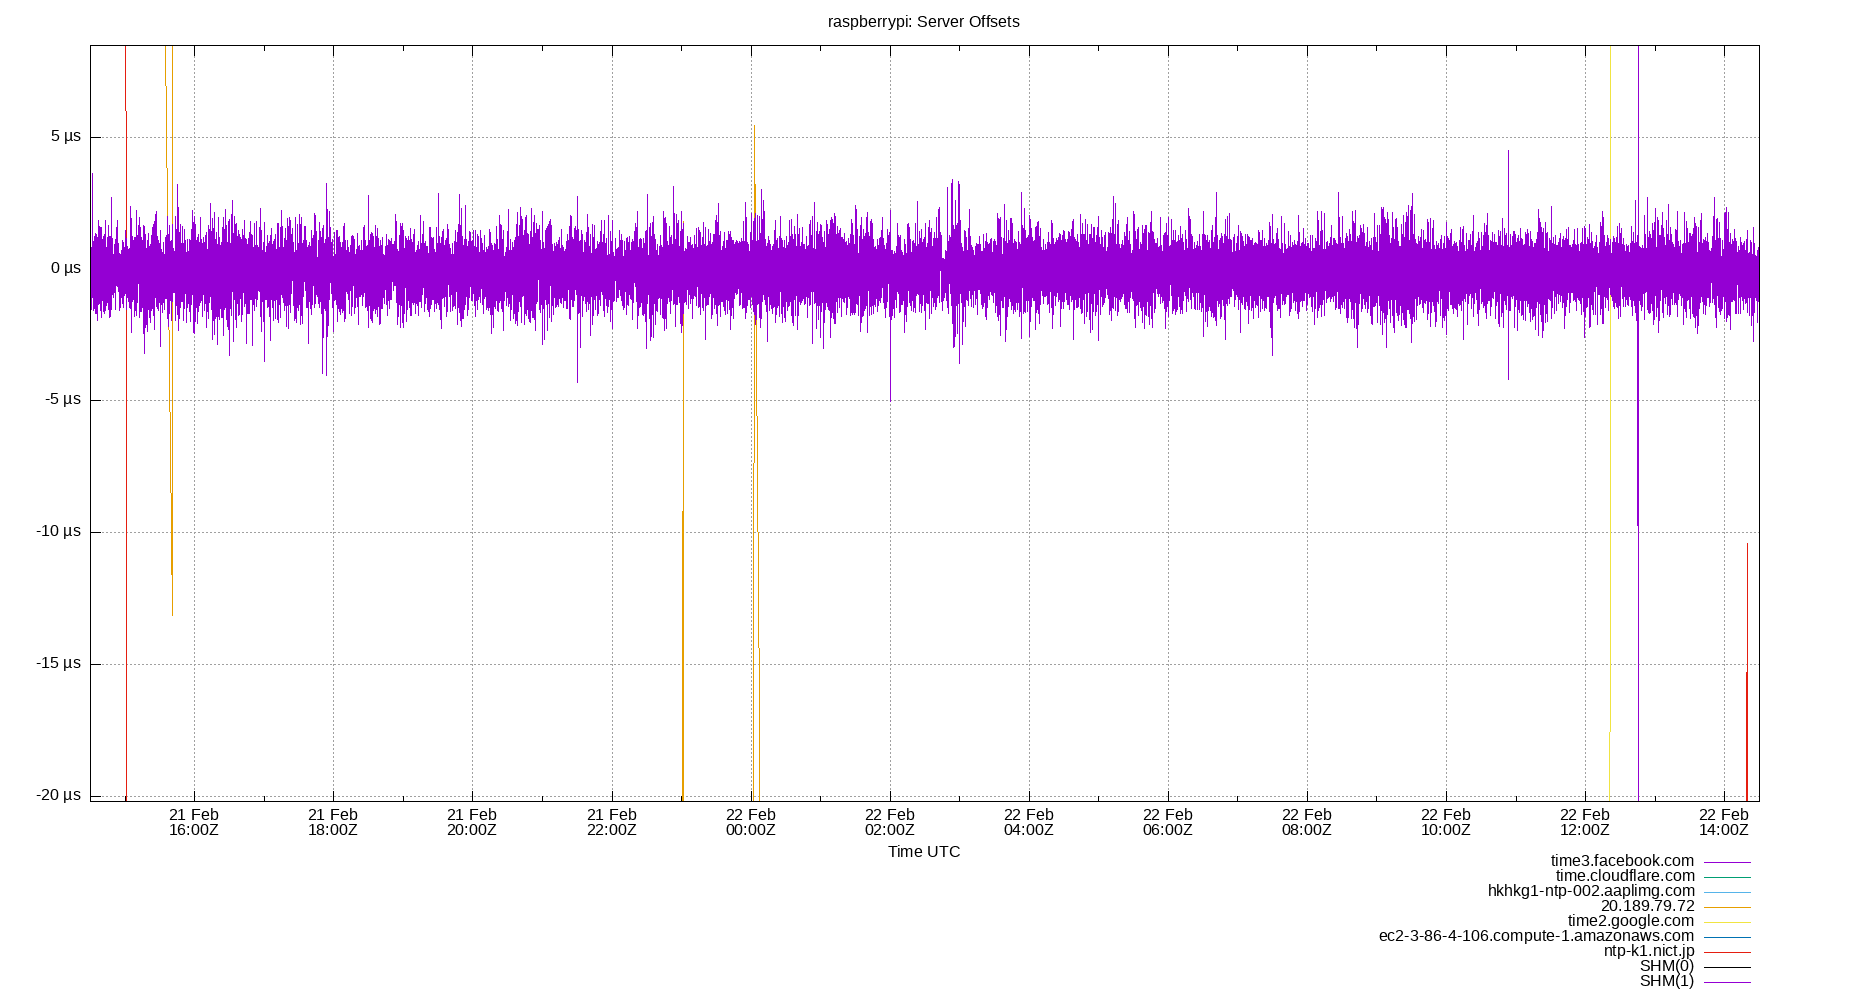 raspberrypi: Server Offsets
5 µs
0 µs
-5 µs
-10 µs
-15 µs
-20 µs
21 Feb 21 Feb 21 Feb 21 Feb 22 Feb 22 Feb 22 Feb 22 Feb 22 Feb 22 Feb 22 Feb 22 Feb
16:00Z 18:00Z 20:00Z 22:00Z 00:00Z 02:00Z 04:00Z 06:00Z 08:00Z 10:00Z 12:00Z 14:00Z
Time UTC
time3.facebook.com
time.cloudflare.com
hkhkg1-ntp-002.aaplimg.com
20.189.79.72
time2.google.com
ec2-3-86-4-106.compute-1.amazonaws.com
ntp-k1.nict.jp
SHM(0)
SHM(1)